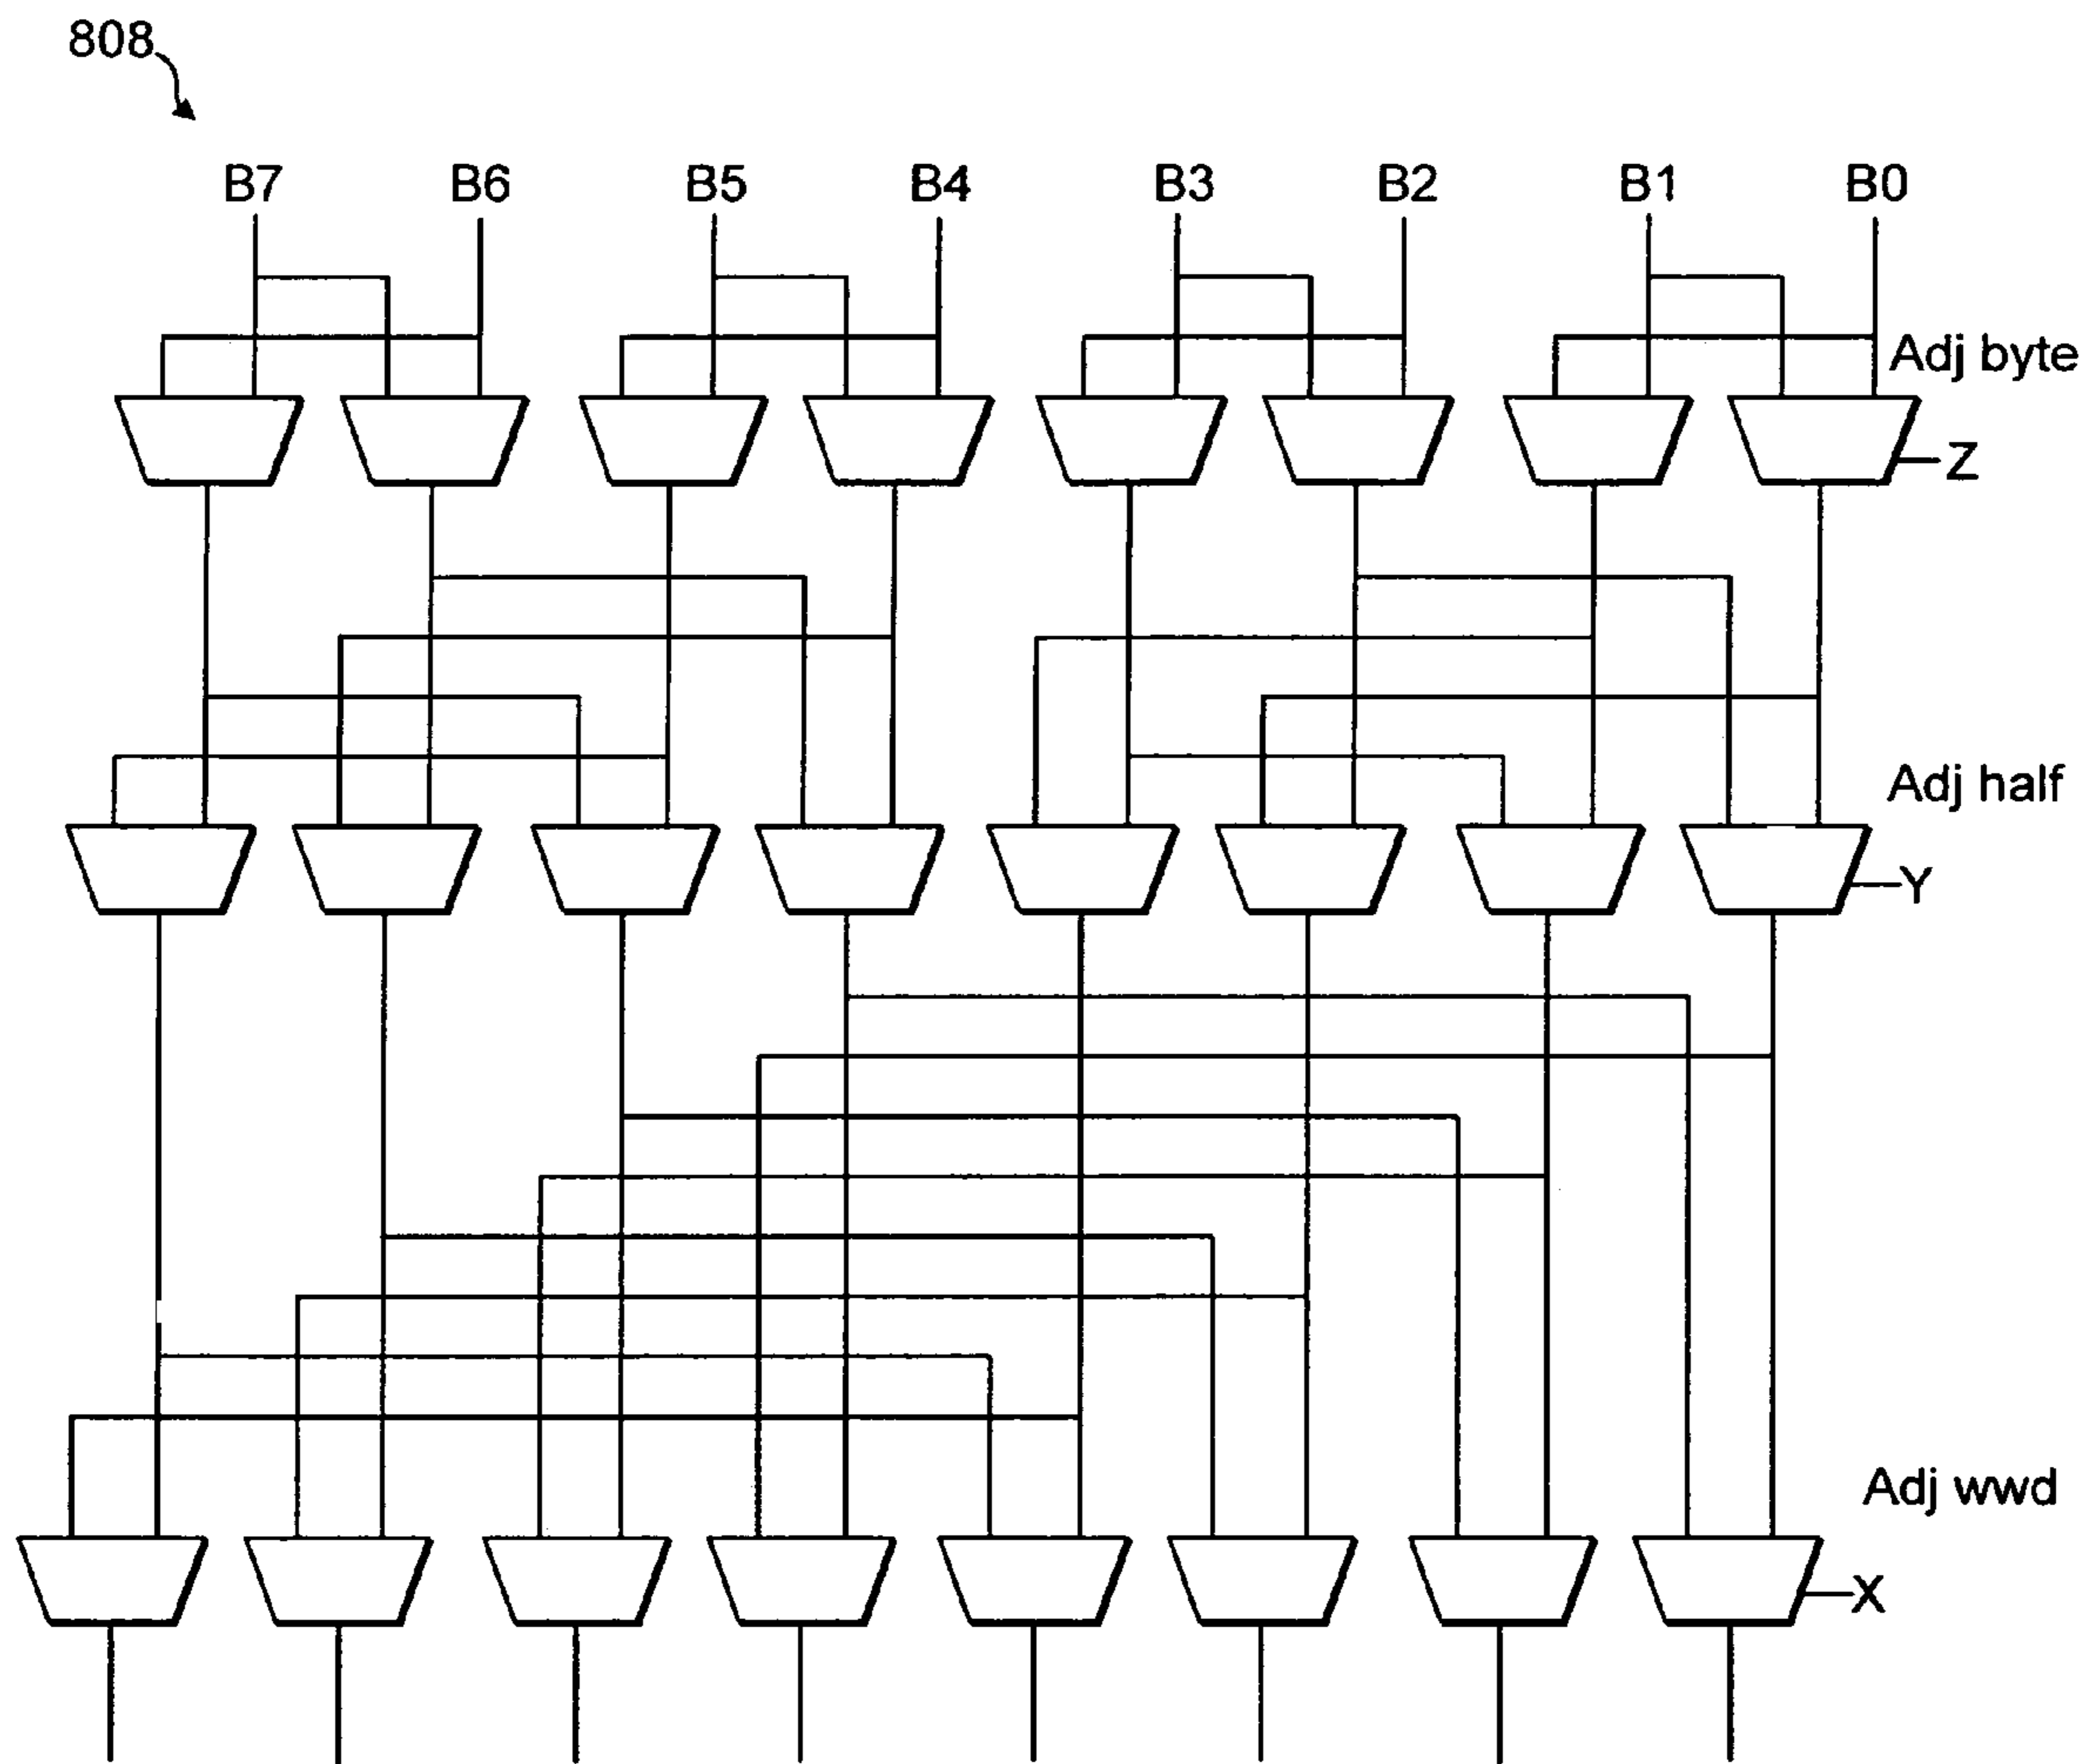 808
B7 B6 B5 B4 B3 B2 B1 B0
Adj byte
Z
Adj half
Y
Adj wwd
X